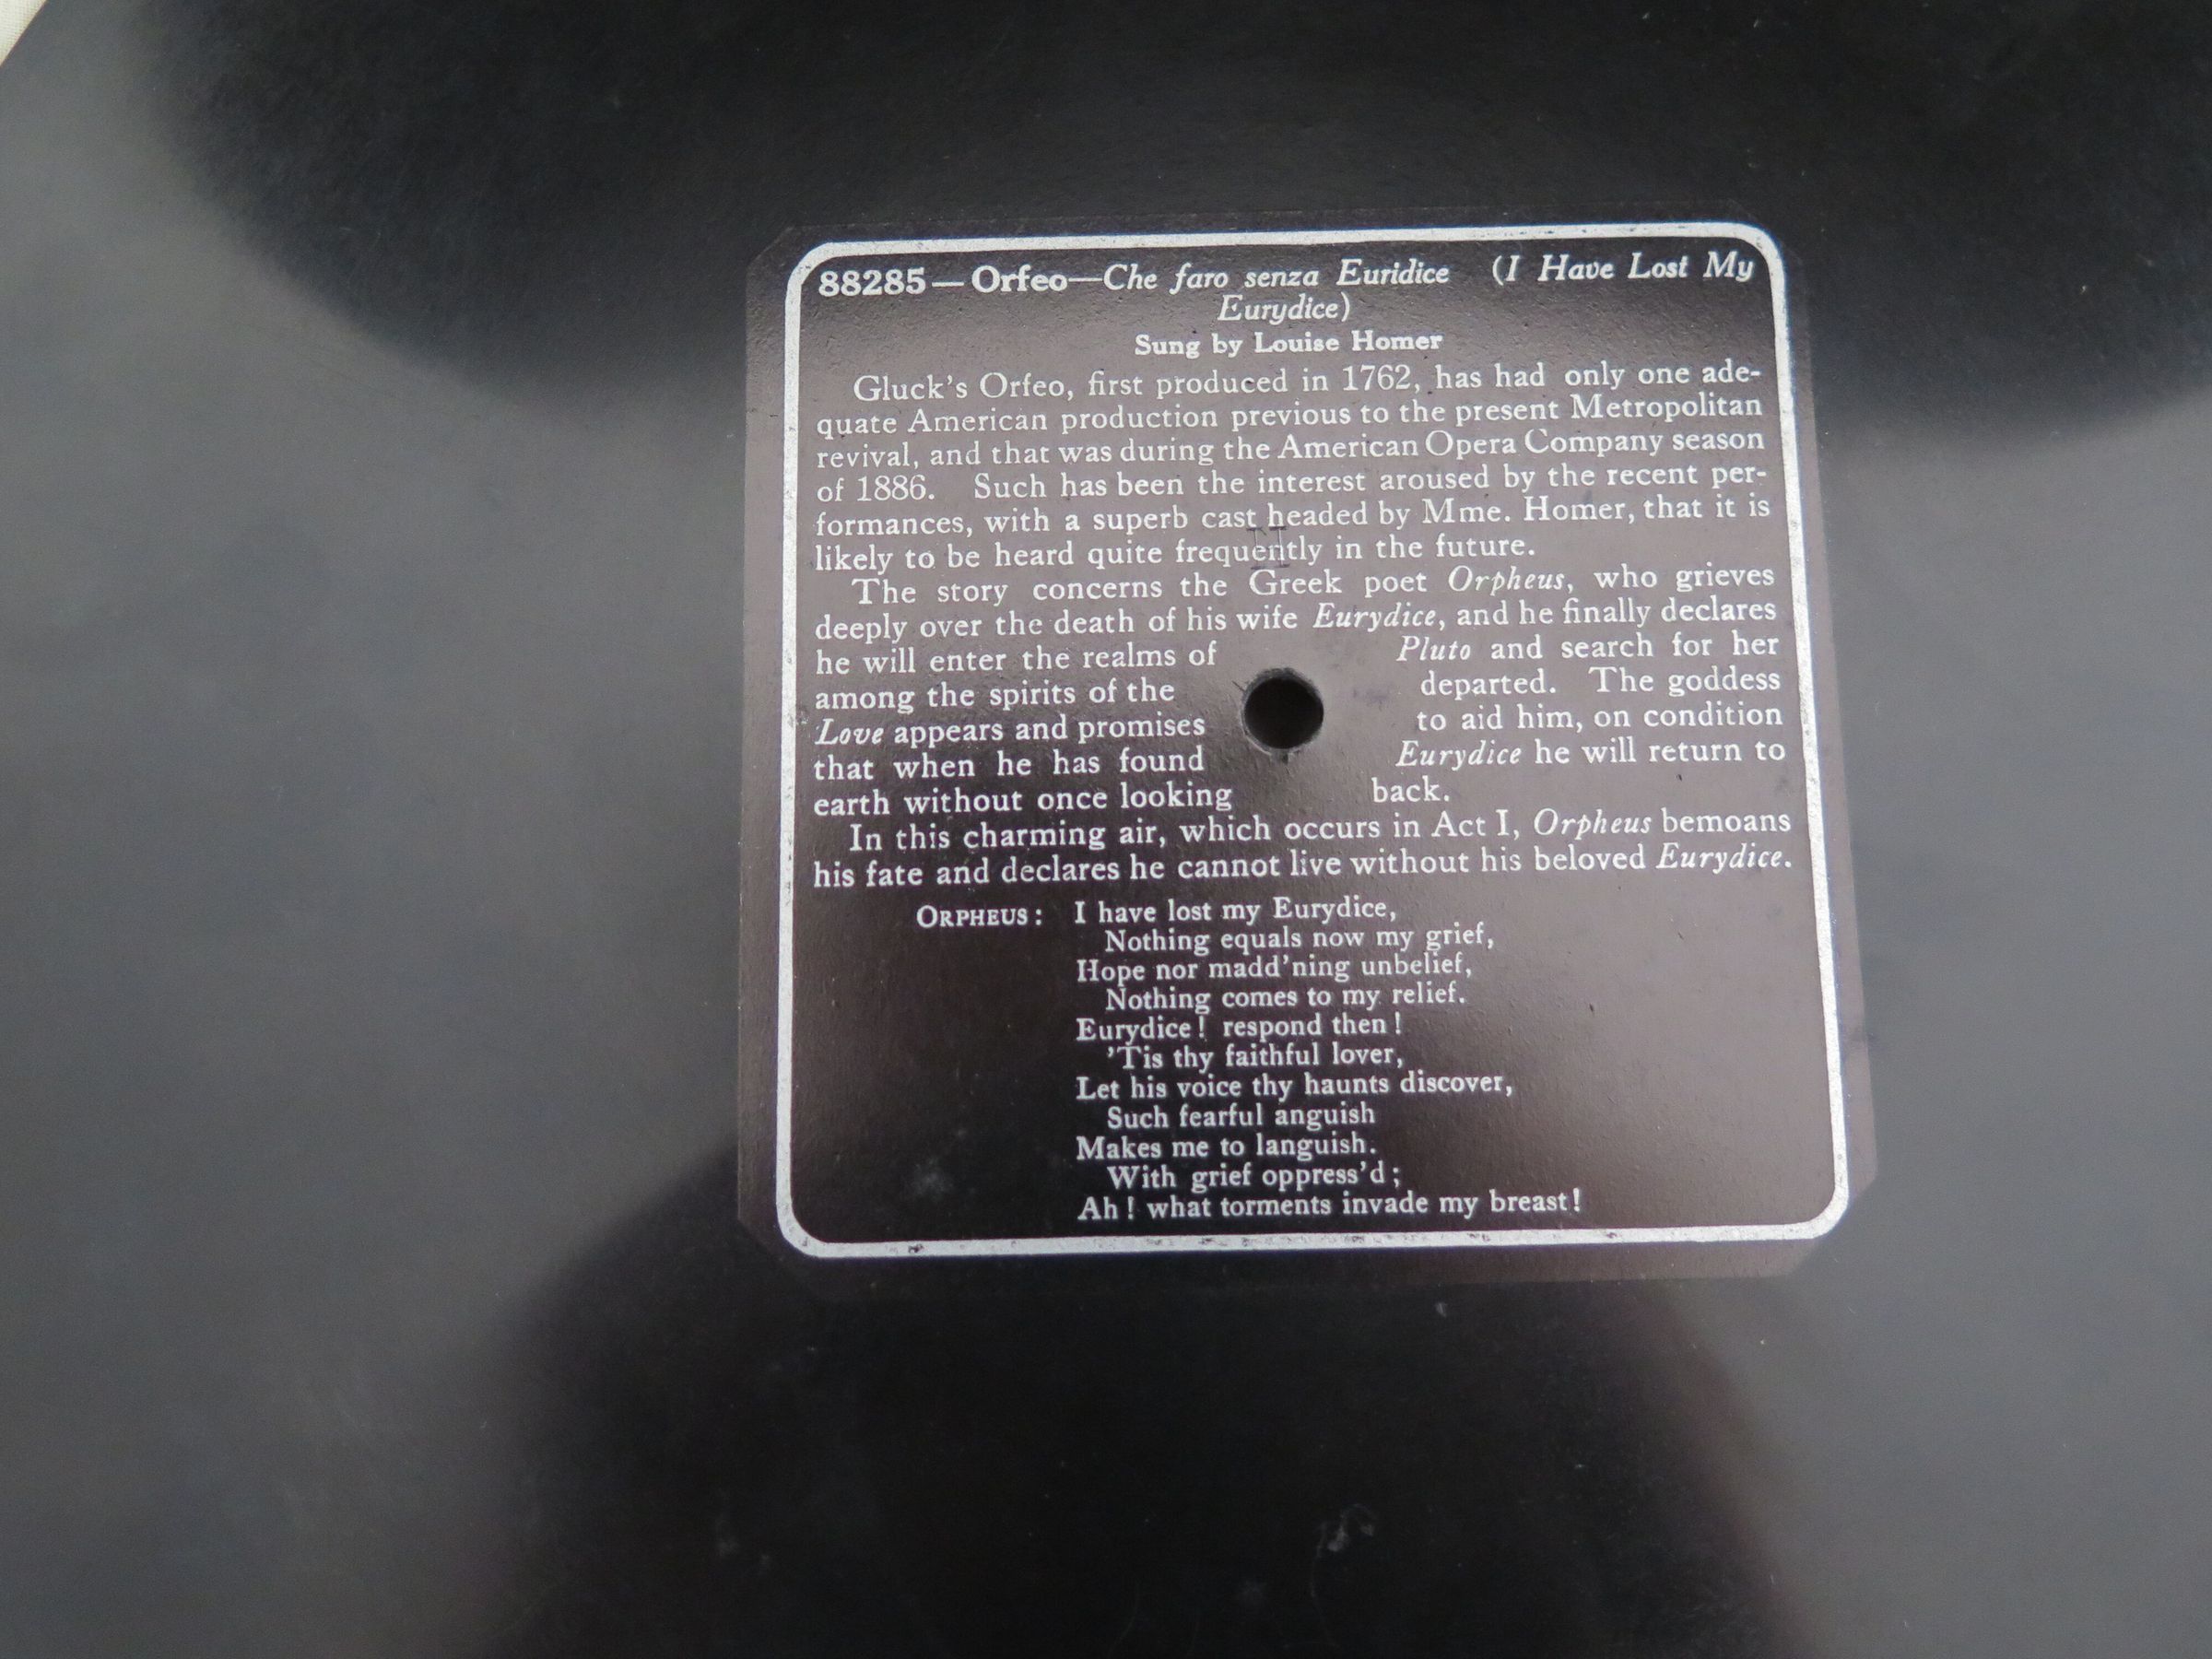 88285—Orfeo—Che faro senza Euridice (I Have Lost My
Eurydice)
Sung by Louise Homer
Gluck's Orfeo, first produced in 1762, has had only one ade-
quate American production previous to the present Metropolitan
revival, and that was during the American Opera Company season
of 1886. Such has been the interest aroused by the recent per-
formances, with a superb cast headed by Mme. Homer, that it is
likely to be heard quite frequently in the future.
The story concerns the Greek poet Orpheus, who grieves
deeply over the death of his wife Eurydice, and he finally declares
he will enter the realms of Pluto and search for her
among the spirits of the departed. The goddess
Love appears and promises to aid him, on condition
that when he has found Eurydice he will return to
earth without once looking back.
In this charming air, which occurs in Act I, Orpheus bemoans
his fate and declares he cannot live without his beloved Eurydice.
ORPHEUS: I have lost my Eurydice,
Nothing equals now my grief,
Hope nor madd'ning unbelief,
Nothing comes to my relief.
Eurydice! respond then!
'Tis thy faithful lover,
Let his voice thy haunts discover,
Such fearful anguish
Makes me to languish.
With grief oppress'd;
Ah! what torments invade my breast!